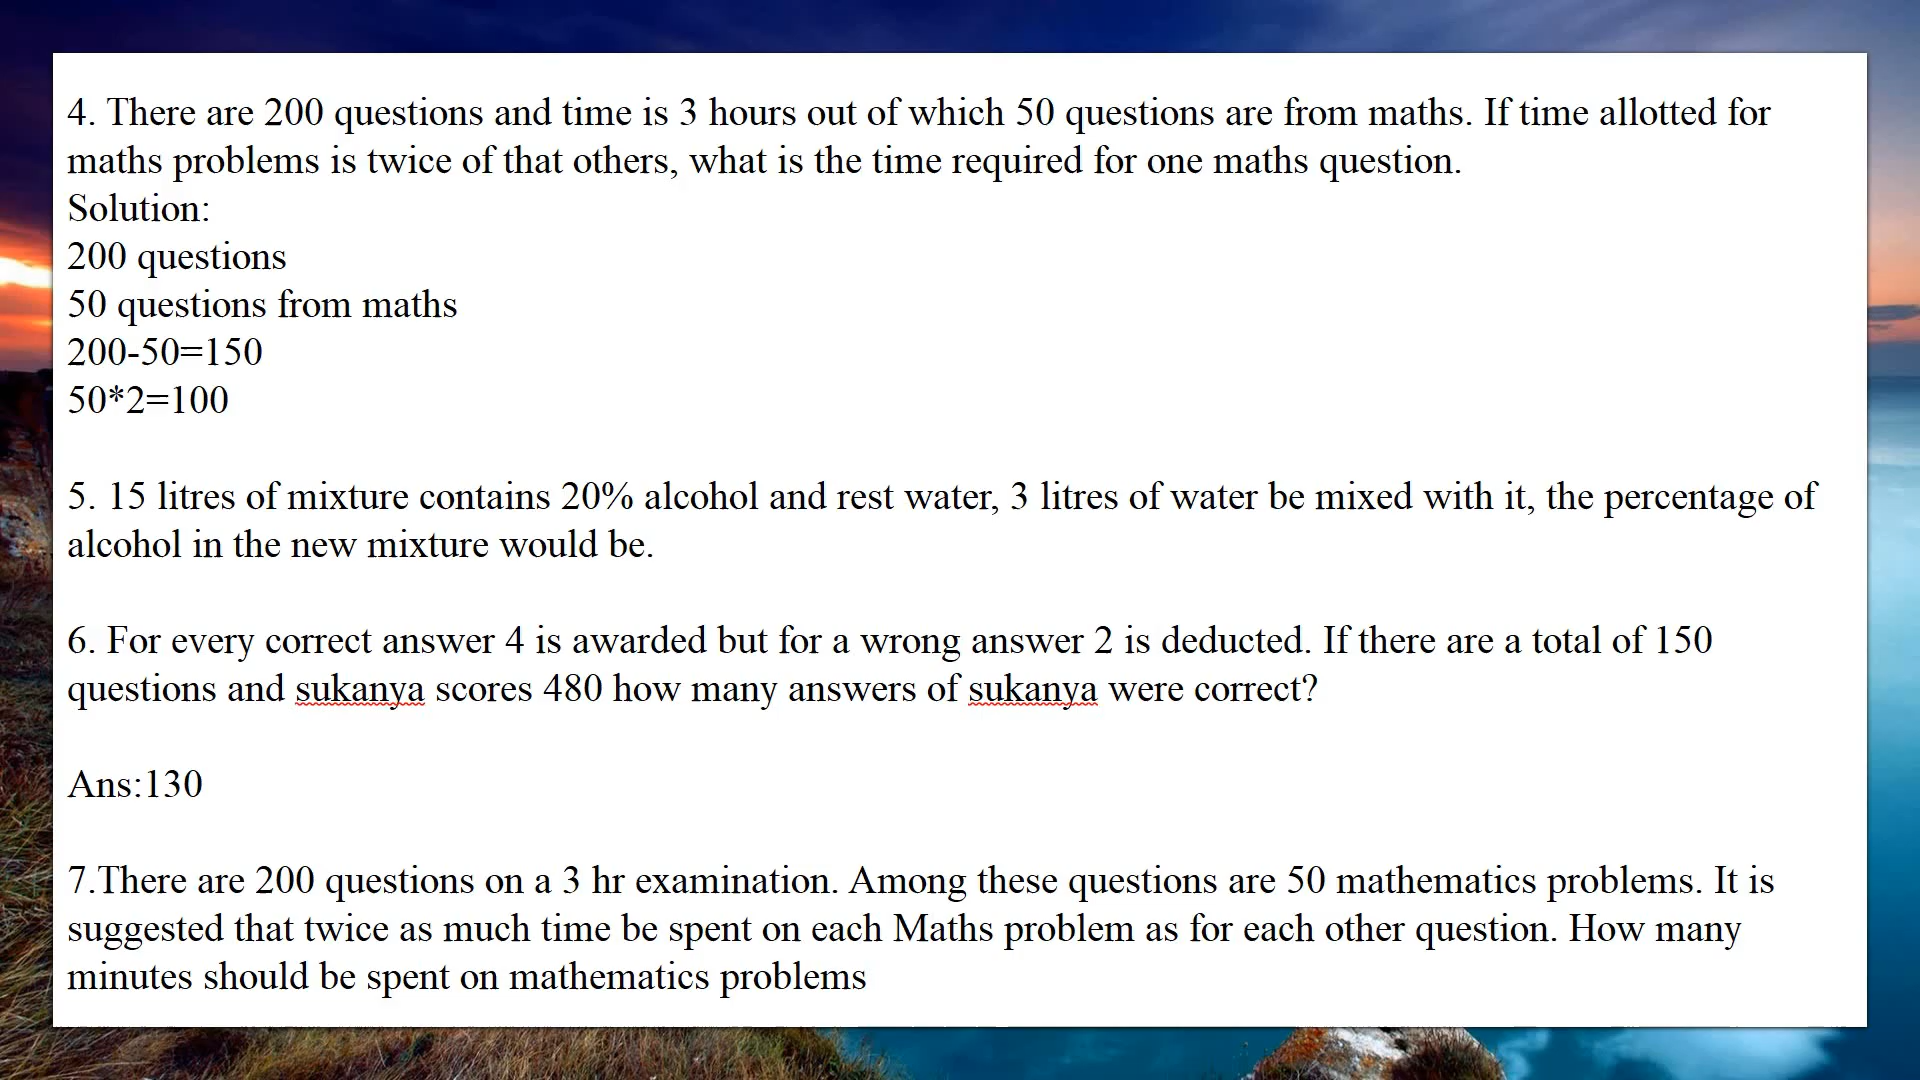 4. There are 200 questions and time is 3 hours out of which 50 questions are from maths. If time allotted for
maths problems is twice of that others, what is the time required for one maths question.
Solution:
200 questions
50 questions from maths
200-50=150
50*2=100
5. 15 litres of mixture contains 20% alcohol and rest water, 3 litres of water be mixed with it, the percentage of
alcohol in the new mixture would be.
6. For every correct answer 4 is awarded but for a wrong answer 2 is deducted. If there are a total of 150
questions and sukanya scores 480 how many answers of sukanya were correct?
Ans:130
7.There are 200 questions on a 3 hr examination. Among these questions are 50 mathematics problems. It is
suggested that twice as much time be spent on each Maths problem as for each other question. How many
minutes should be spent on mathematics problems